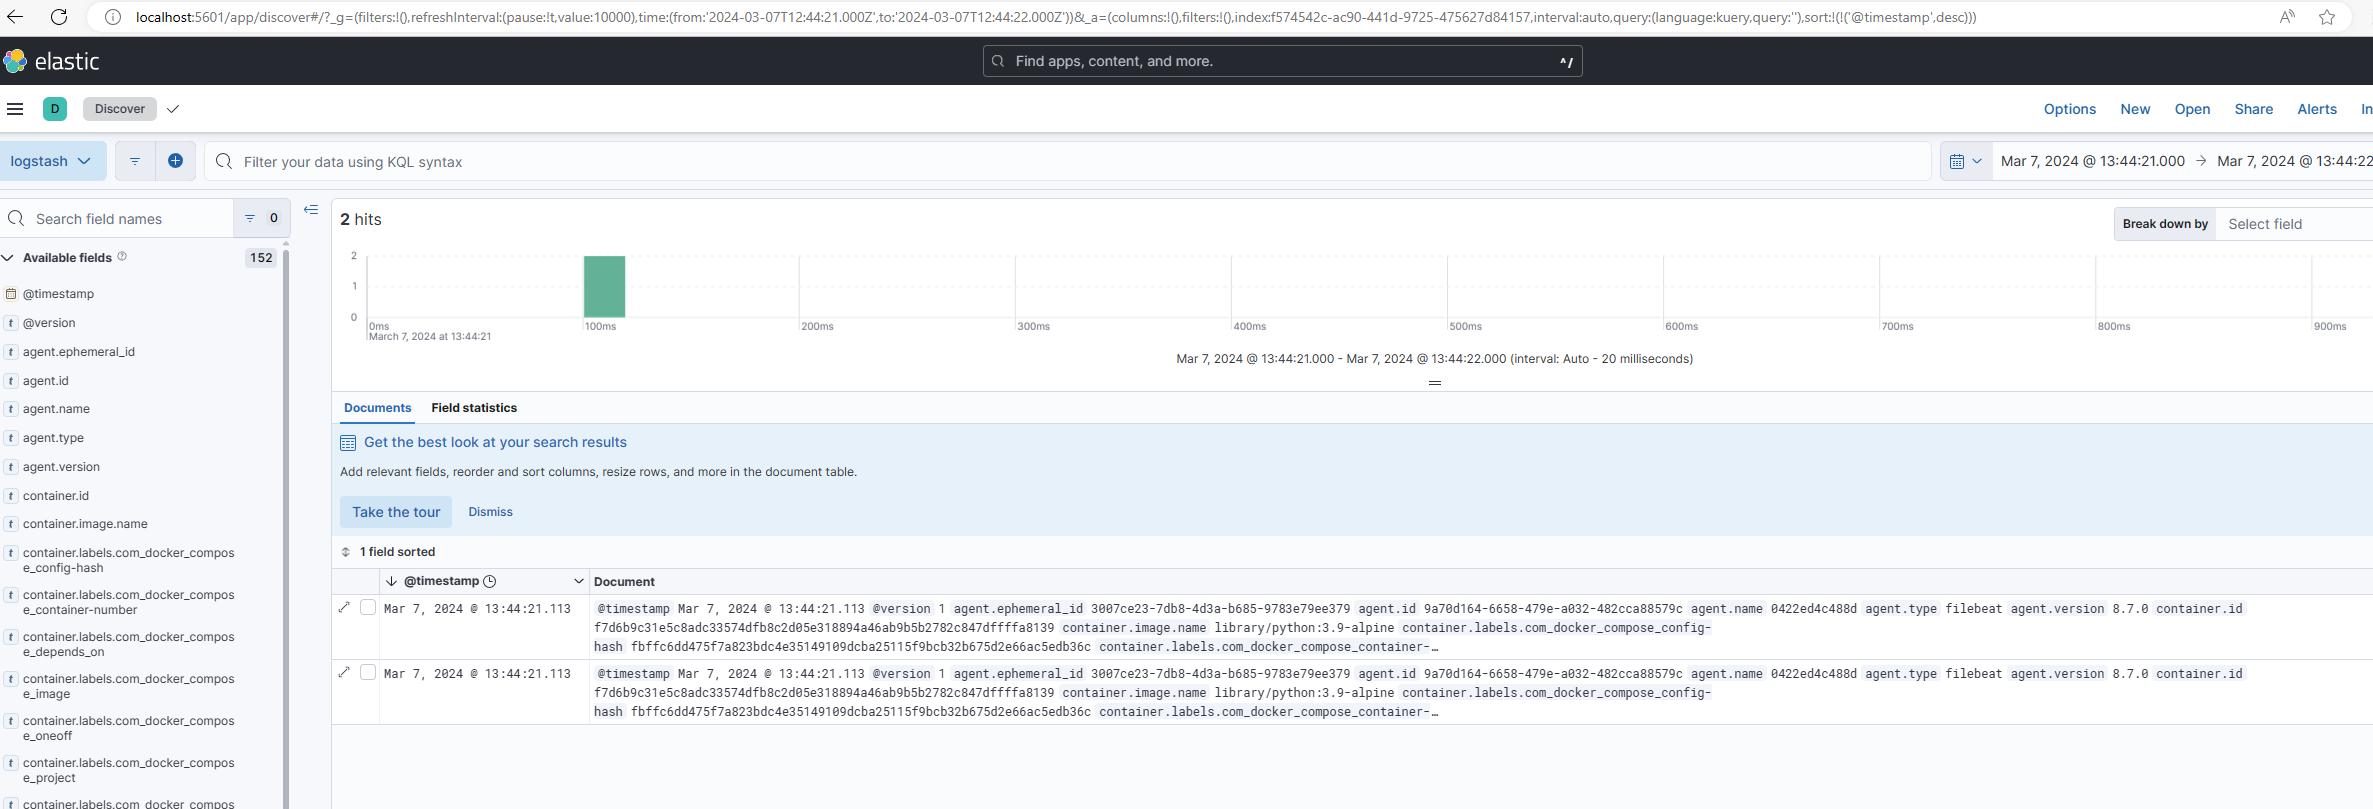 localhost:5601/app/discover#/?_g=(filters:!(),refreshInterval:(pause:!t,value:10000),time:(from:'2024-03-07T12:44:21.000Z',to:'2024-03-07T12:44:22.000Z'))&_a=(columns:!(),filters:!(),index:f574542c-ac90-441d-9725-475627d84157,interval:auto,query:(language:kuery,query:''),sort:!(!('@timestamp',desc)))
elastic
Find apps, content, and more.
^/
D
Discover
Options
New
Open
Share
Alerts
In
logstash
Filter your data using KQL syntax
Mar 7, 2024 @ 13:44:21.000 → Mar 7, 2024 @ 13:44:22
Search field names
0
2 hits
Break down by
Select field
Available fields
152
@timestamp
@version
agent.ephemeral_id
agent.id
agent.name
agent.type
agent.version
container.id
container.image.name
container.labels.com_docker_compos
e_config-hash
container.labels.com_docker_compos
e_container-number
container.labels.com_docker_compos
e_depends_on
container.labels.com_docker_compos
e_image
container.labels.com_docker_compos
e_oneoff
container.labels.com_docker_compos
e_project
container.labels.com_docker_compos
2
1
0
0ms
100ms
200ms
300ms
400ms
500ms
600ms
700ms
800ms
900ms
March 7, 2024 at 13:44:21
Mar 7, 2024 @ 13:44:21.000 - Mar 7, 2024 @ 13:44:22.000 (interval: Auto - 20 milliseconds)
Documents
Field statistics
Get the best look at your search results
Add relevant fields, reorder and sort columns, resize rows, and more in the document table.
Take the tour
Dismiss
1 field sorted
@timestamp
Document
Mar 7, 2024 @ 13:44:21.113
@timestamp Mar 7, 2024 @ 13:44:21.113 @version 1 agent.ephemeral_id 3007ce23-7db8-4d3a-b685-9783e79ee379 agent.id 9a70d164-6658-479e-a032-482cca88579c agent.name 0422ed4c488d agent.type filebeat agent.version 8.7.0 container.id
f7d6b9c31e5c8adc33574dfb8c2d05e318894a46ab9b5b2782c847dffffa8139 container.image.name library/python:3.9-alpine container.labels.com_docker_compose_config-
hash fbffc6dd475f7a823bdc4e35149109dcba25115f9bcb32b675d2e66ac5edb36c container.labels.com_docker_compose_container-…
Mar 7, 2024 @ 13:44:21.113
@timestamp Mar 7, 2024 @ 13:44:21.113 @version 1 agent.ephemeral_id 3007ce23-7db8-4d3a-b685-9783e79ee379 agent.id 9a70d164-6658-479e-a032-482cca88579c agent.name 0422ed4c488d agent.type filebeat agent.version 8.7.0 container.id
f7d6b9c31e5c8adc33574dfb8c2d05e318894a46ab9b5b2782c847dffffa8139 container.image.name library/python:3.9-alpine container.labels.com_docker_compose_config-
hash fbffc6dd475f7a823bdc4e35149109dcba25115f9bcb32b675d2e66ac5edb36c container.labels.com_docker_compose_container-…